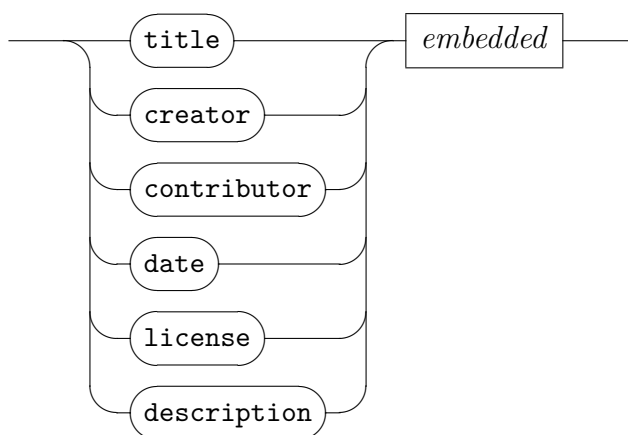 title embedded
creator
contributor
date
license
description